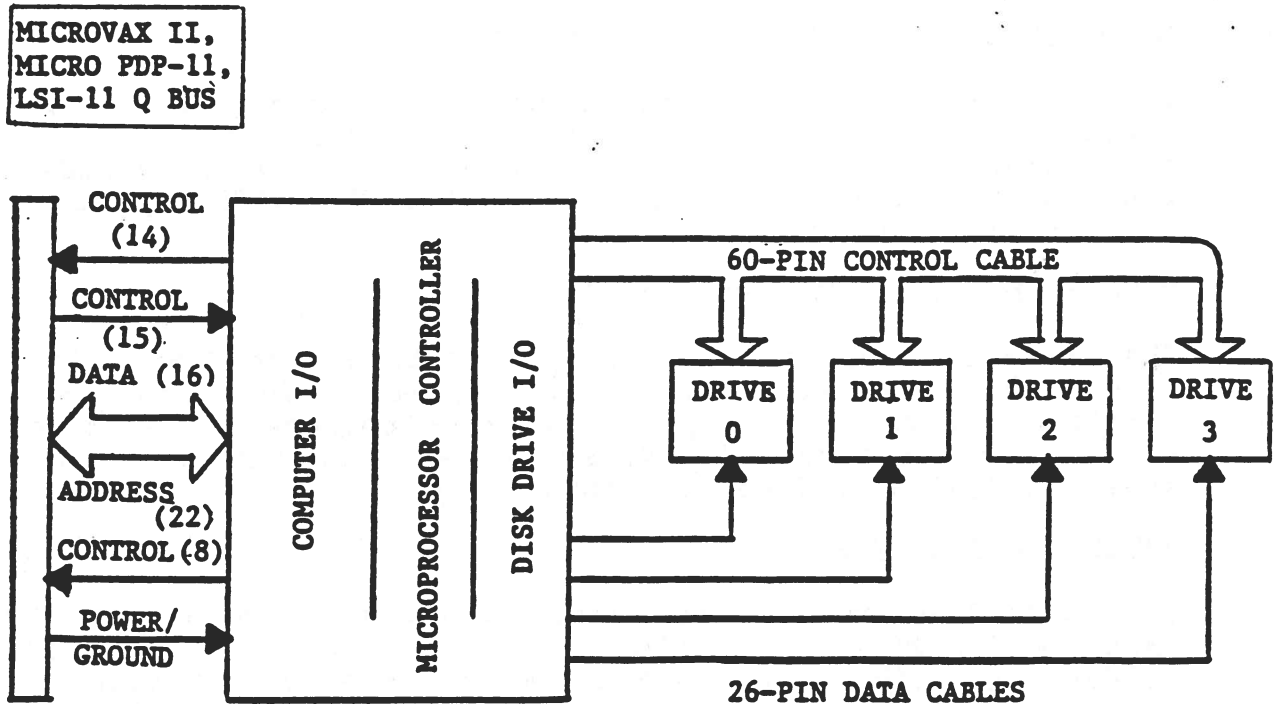 MICROVAX II,
MICRO PDP-11,
LSI-11 Q BUS
CONTROL
(14)
CONTROL
(15)
DATA (16)
ADDRESS
(22)
CONTROL (8)
POWER/
GROUND
COMPUTER I/O
MICROPROCESSOR CONTROLLER
DISK DRIVE I/O
60-PIN CONTROL CABLE
DRIVE
0
DRIVE
1
DRIVE
2
DRIVE
3
26-PIN DATA CABLES